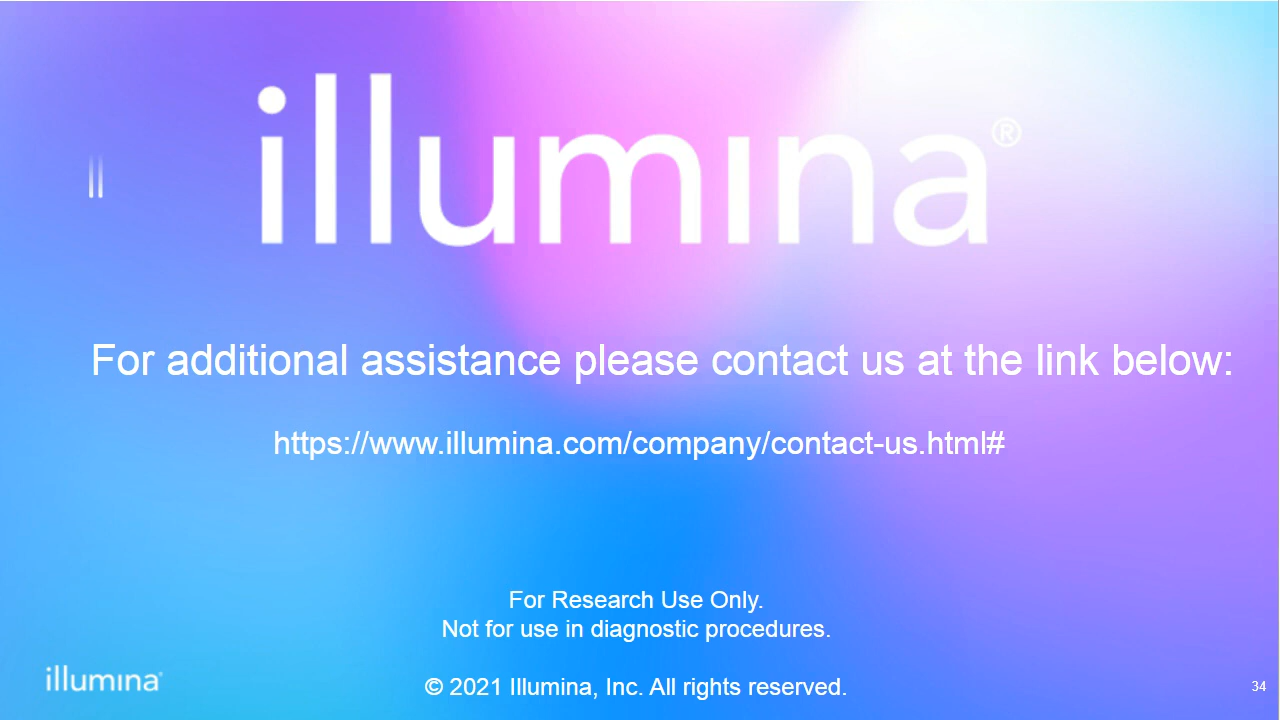 illumina®
For additional assistance please contact us at the link below:
https://www.illumina.com/company/contact-us.html#
For Research Use Only.
Not for use in diagnostic procedures.
© 2021 Illumina, Inc. All rights reserved.
illumina®
34